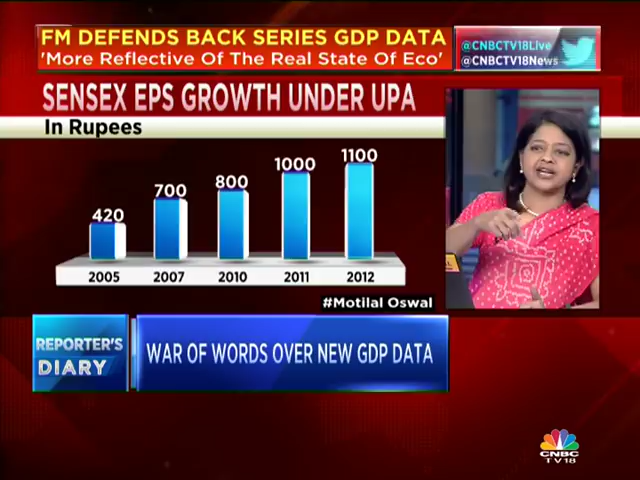 FM DEFENDS BACK SERIES GDP DATA
'More Reflective Of The Real State Of Eco'
@CNBCTV18Live
@CNBCTV18News
SENSEX EPS GROWTH UNDER UPA
In Rupees
420
700
800
1000
1100
2005
2007
2010
2011
2012
#Motilal Oswal
REPORTER'S
DIARY
WAR OF WORDS OVER NEW GDP DATA
CNBC
TV18